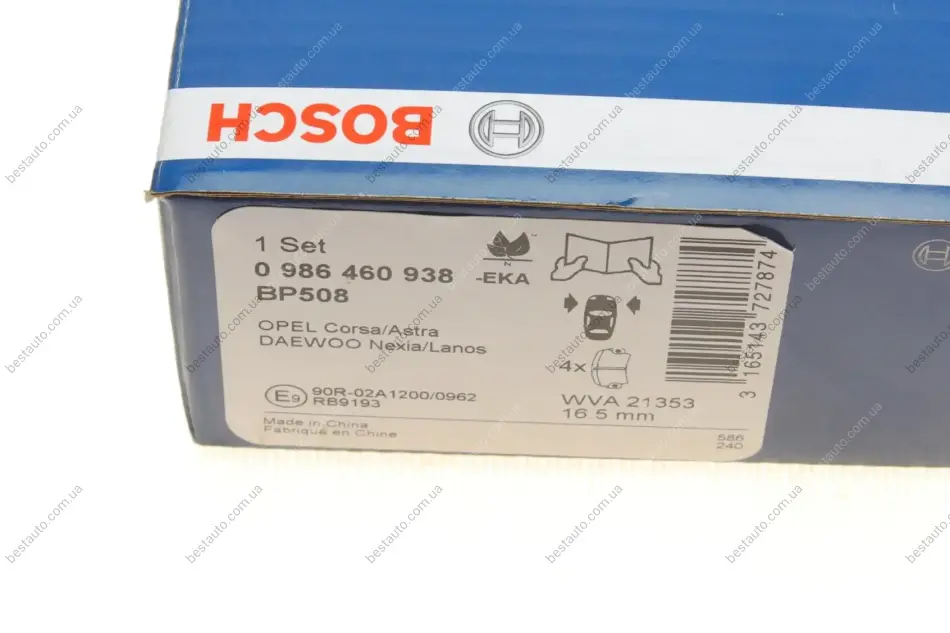 BOSCH
1 Set
0 986 460 938 -EKA
BP508
OPEL Corsa/Astra
DAEWOO Nexia/Lanos
E9 90R-02A1200/0962
RB9193
Made in China
Fabriqué en Chine
4x
WVA 21353
16 5 mm
586
240
3 165143 727874
bestauto.com.ua